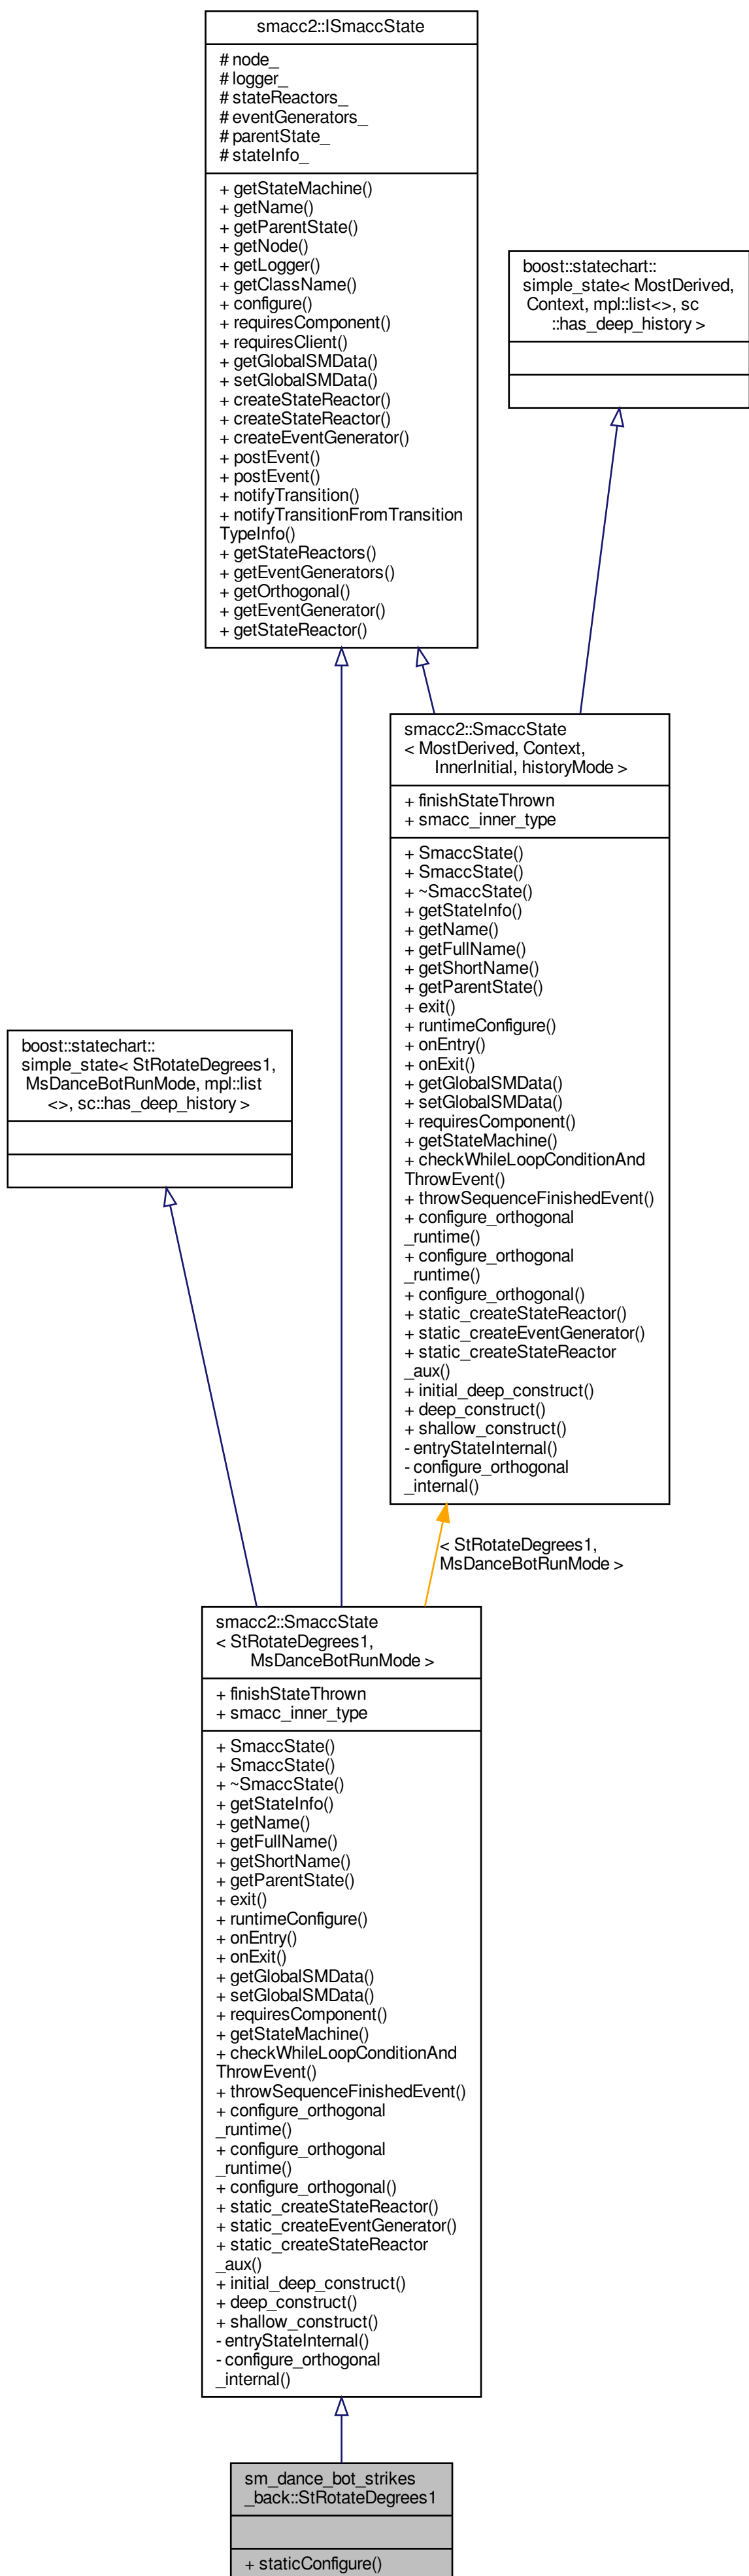 smacc2::ISmaccState
# node_
# logger_
# stateReactors_
# eventGenerators_
# parentState_
# stateInfo_
+ getStateMachine()
+ getName()
+ getParentState()
+ getNode()
+ getLogger()
+ getClassName()
+ configure()
+ requiresComponent()
+ requiresClient()
+ getGlobalSMData()
+ setGlobalSMData()
+ createStateReactor()
+ createStateReactor()
+ createEventGenerator()
+ postEvent()
+ postEvent()
+ notifyTransition()
+ notifyTransitionFromTransition
TypeInfo()
+ getStateReactors()
+ getEventGenerators()
+ getOrthogonal()
+ getEventGenerator()
+ getStateReactor()
boost::statechart::
simple_state< MostDerived,
Context, mpl::list<>, sc
::has_deep_history >
smacc2::SmaccState
< MostDerived, Context,
InnerInitial, historyMode >
+ finishStateThrown
+ smacc_inner_type
+ SmaccState()
+ SmaccState()
+ ~SmaccState()
+ getStateInfo()
+ getName()
+ getFullName()
+ getShortName()
+ getParentState()
+ exit()
+ runtimeConfigure()
+ onEntry()
+ onExit()
+ getGlobalSMData()
+ setGlobalSMData()
+ requiresComponent()
+ getStateMachine()
+ checkWhileLoopConditionAnd
ThrowEvent()
+ throwSequenceFinishedEvent()
+ configure_orthogonal
_runtime()
+ configure_orthogonal
_runtime()
+ configure_orthogonal()
+ static_createStateReactor()
+ static_createEventGenerator()
+ static_createStateReactor
_aux()
+ initial_deep_construct()
+ deep_construct()
+ shallow_construct()
- entryStateInternal()
- configure_orthogonal
_internal()
boost::statechart::
simple_state< StRotateDegrees1,
MsDanceBotRunMode, mpl::list
<>, sc::has_deep_history >
< StRotateDegrees1,
MsDanceBotRunMode >
smacc2::SmaccState
< StRotateDegrees1,
MsDanceBotRunMode >
+ finishStateThrown
+ smacc_inner_type
+ SmaccState()
+ SmaccState()
+ ~SmaccState()
+ getStateInfo()
+ getName()
+ getFullName()
+ getShortName()
+ getParentState()
+ exit()
+ runtimeConfigure()
+ onEntry()
+ onExit()
+ getGlobalSMData()
+ setGlobalSMData()
+ requiresComponent()
+ getStateMachine()
+ checkWhileLoopConditionAnd
ThrowEvent()
+ throwSequenceFinishedEvent()
+ configure_orthogonal
_runtime()
+ configure_orthogonal
_runtime()
+ configure_orthogonal()
+ static_createStateReactor()
+ static_createEventGenerator()
+ static_createStateReactor
_aux()
+ initial_deep_construct()
+ deep_construct()
+ shallow_construct()
- entryStateInternal()
- configure_orthogonal
_internal()
sm_dance_bot_strikes
_back::StRotateDegrees1
+ staticConfigure()